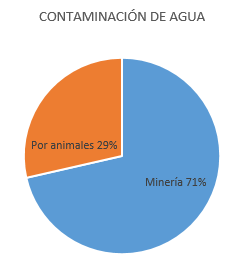 CONTAMINACIÓN DE AGUA
Por animales 29%
Minería 71%